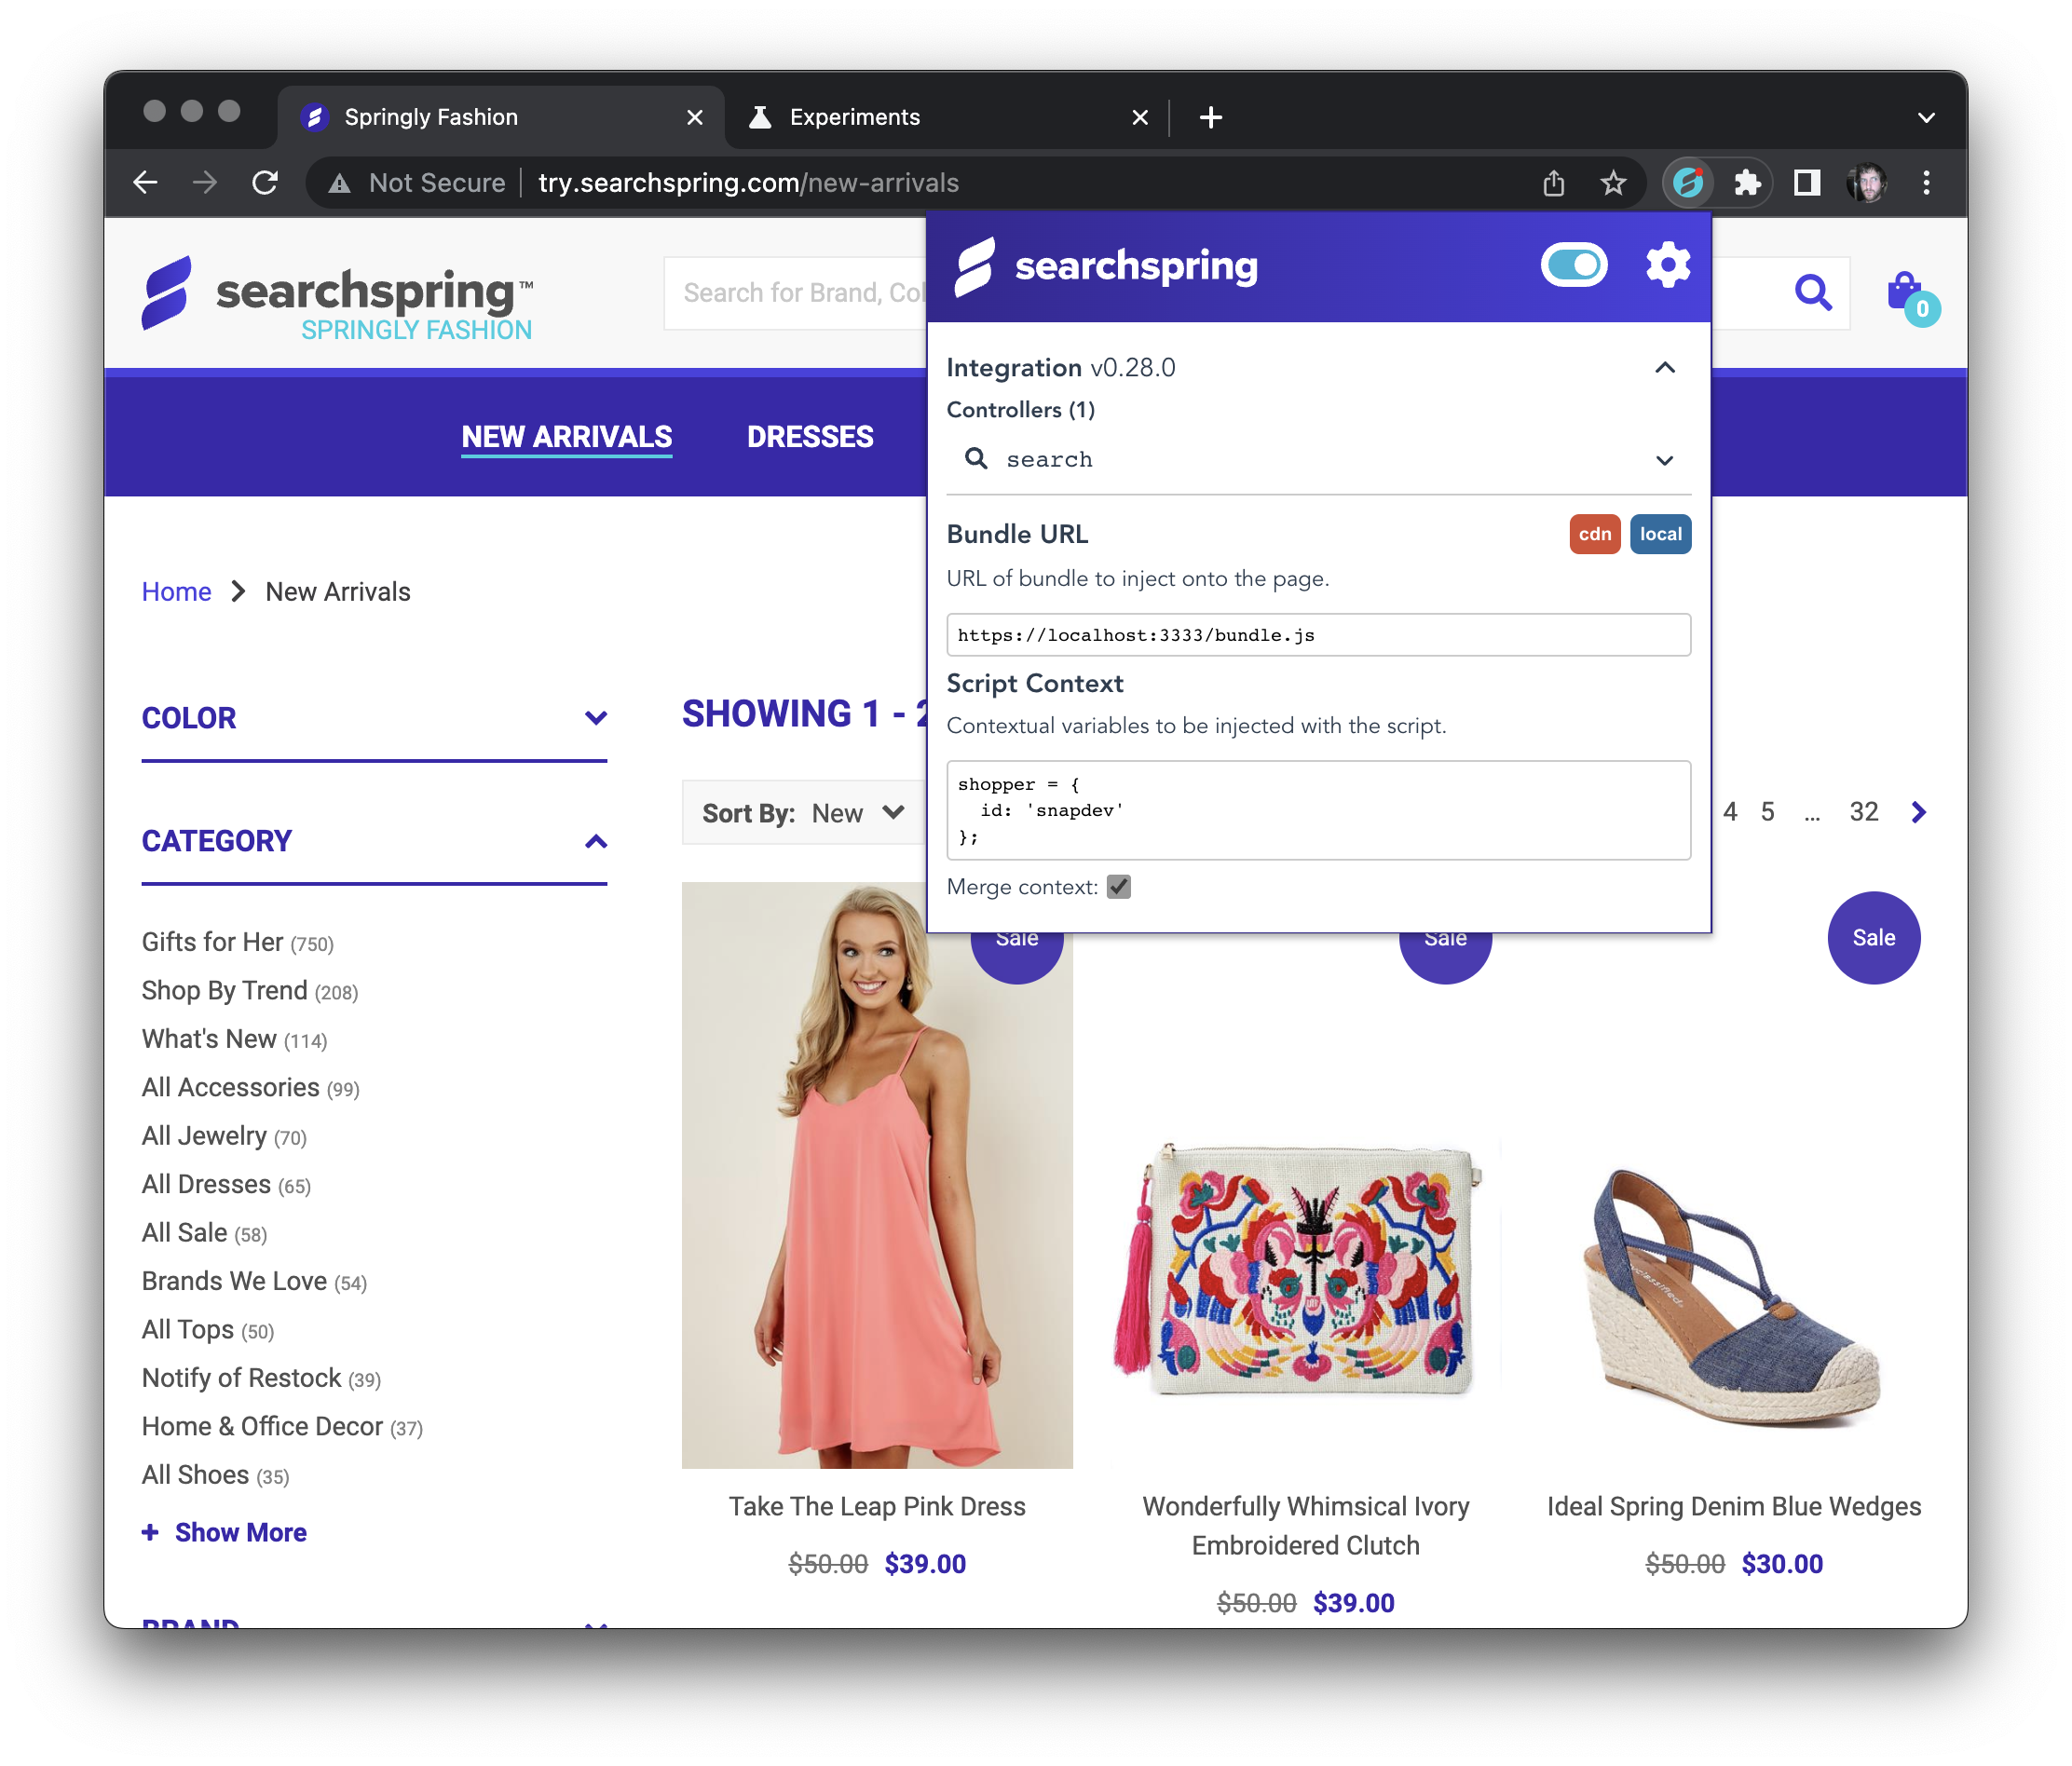 Springly Fashion
Experiments
Not Secure
try.searchspring.com/new-arrivals
searchspring™
SPRINGLY FASHION
Search for Brand, Col
0
searchspring
NEW ARRIVALS
DRESSES
Integration v0.28.0
Controllers (1)
search
Bundle URL
cdn
local
URL of bundle to inject onto the page.
https://localhost:3333/bundle.js
Script Context
Contextual variables to be injected with the script.
shopper = {
id: 'snapdev'
};
Merge context:
Home
New Arrivals
COLOR
CATEGORY
Gifts for Her (750)
Shop By Trend (208)
What's New (114)
All Accessories (99)
All Jewelry (70)
All Dresses (65)
All Sale (58)
Brands We Love (54)
All Tops (50)
Notify of Restock (39)
Home & Office Decor (37)
All Shoes (35)
+ Show More
BRAND
SHOWING 1 - 2
Sort By: New
4 5 ... 32
Sale
Sale
Sale
Take The Leap Pink Dress
$50.00 $39.00
Wonderfully Whimsical Ivory
Embroidered Clutch
$50.00 $39.00
Ideal Spring Denim Blue Wedges
$50.00 $30.00